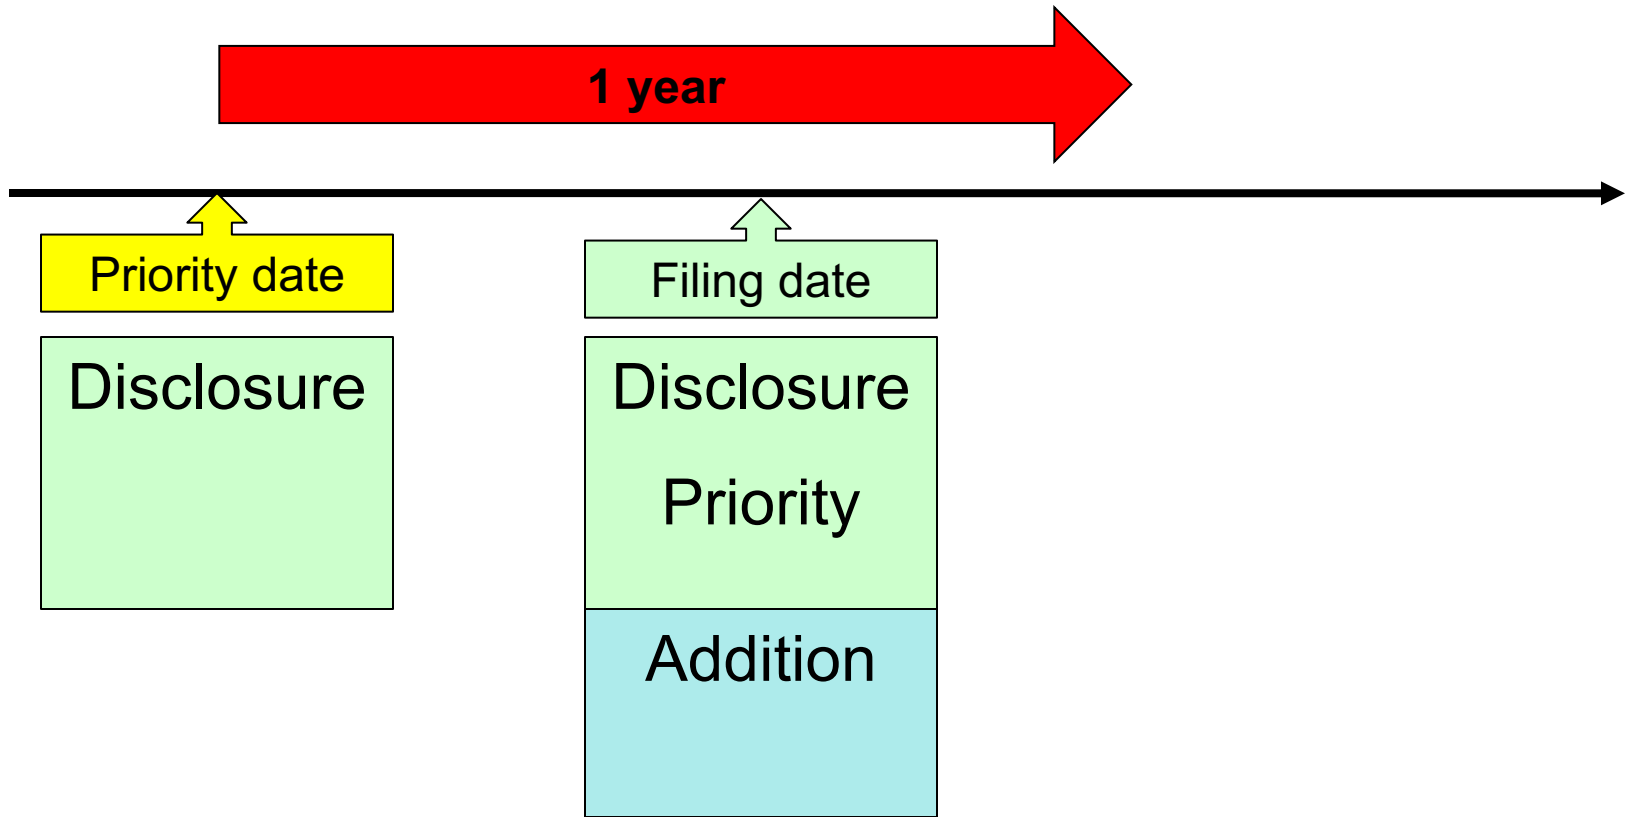 1 year
Priority date
Filing date
Disclosure
Disclosure
Priority
Addition